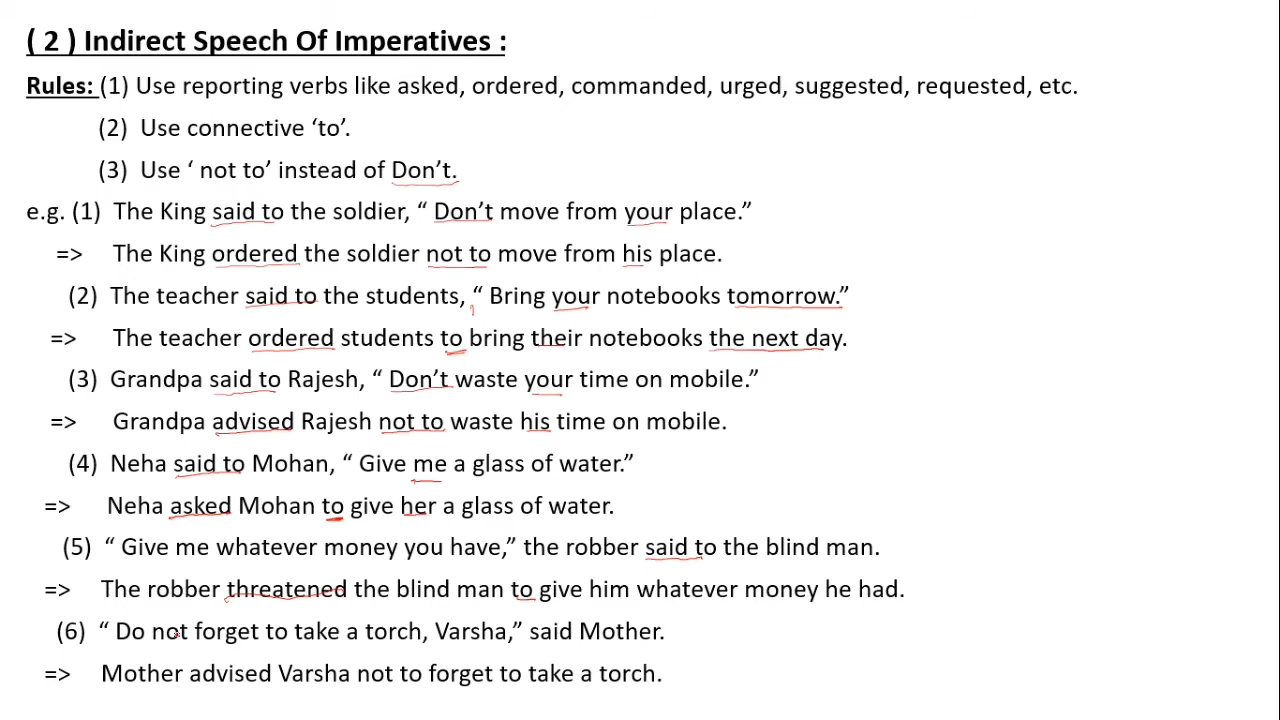 ( 2 ) Indirect Speech Of Imperatives :
Rules: (1) Use reporting verbs like asked, ordered, commanded, urged, suggested, requested, etc.
(2) Use connective ‘to’.
(3) Use ‘ not to’ instead of Don’t.
e.g. (1) The King said to the soldier, “ Don’t move from your place.”
=> The King ordered the soldier not to move from his place.
(2) The teacher said to the students, “ Bring your notebooks tomorrow.”
=> The teacher ordered students to bring their notebooks the next day.
(3) Grandpa said to Rajesh, “ Don’t waste your time on mobile.”
=> Grandpa advised Rajesh not to waste his time on mobile.
(4) Neha said to Mohan, “ Give me a glass of water.”
=> Neha asked Mohan to give her a glass of water.
(5) “ Give me whatever money you have,” the robber said to the blind man.
=> The robber threatened the blind man to give him whatever money he had.
(6) “ Do not forget to take a torch, Varsha,” said Mother.
=> Mother advised Varsha not to forget to take a torch.